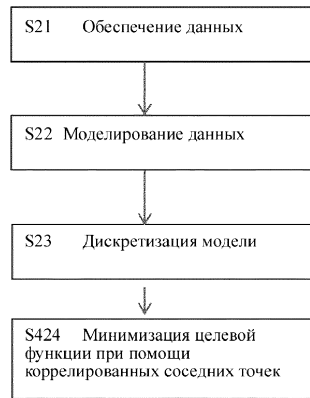 S21 Обеспечение данных
S22 Моделирование данных
S23 Дискретизация модели
S424 Минимизация целевой
функции при помощи
коррелированных соседних точек